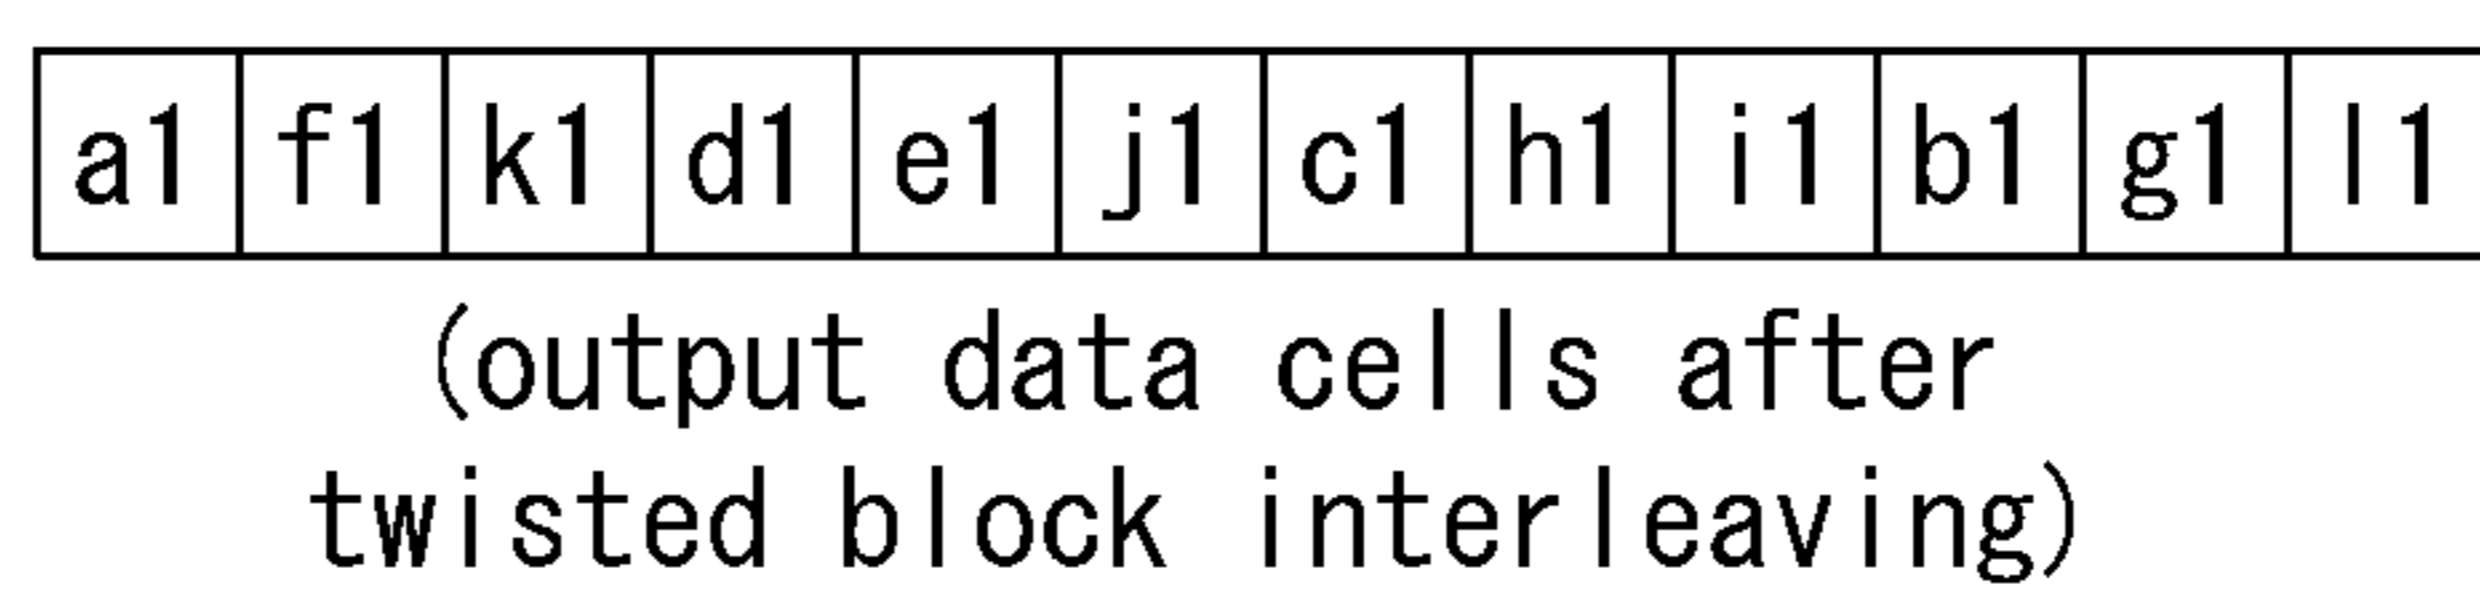 a1 f1 k1 d1 e1 j1 c1 h1 i1 b1 g1 l1
(output data cells after
twisted block interleaving)